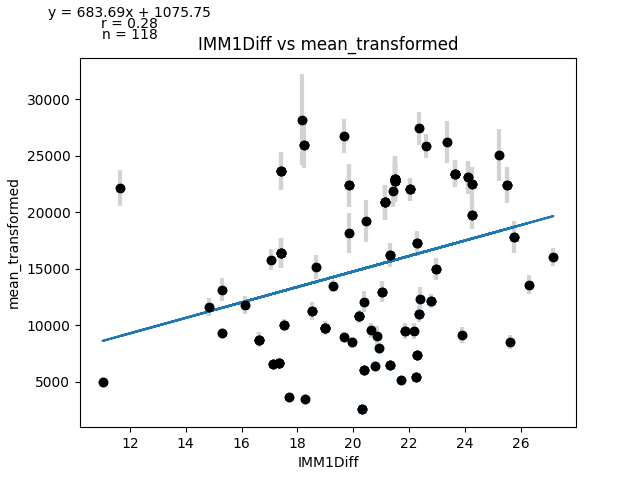 y = 683.69x + 1075.75
r = 0.28
n = 118
IMM1Diff vs mean_transformed
30000
25000
20000
15000
10000
5000
mean_transformed
12 14 16 18 20 22 24 26
IMM1Diff